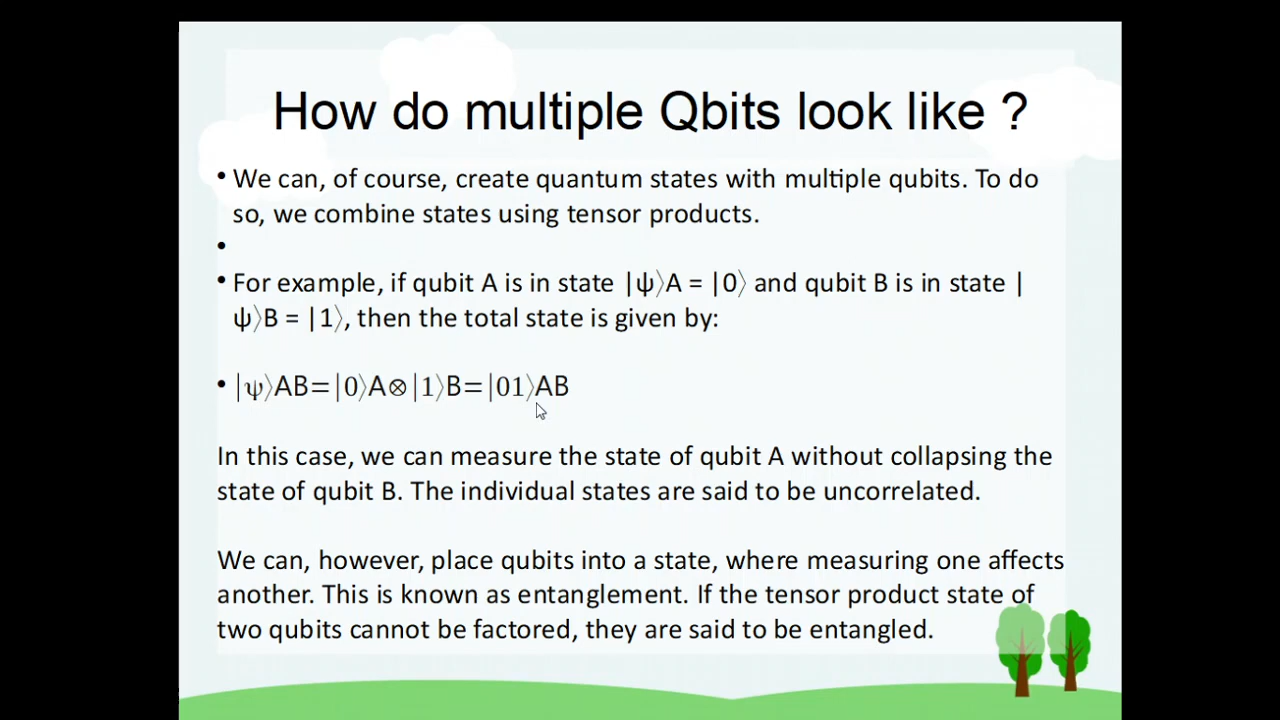 How do multiple Qbits look like ?
• We can, of course, create quantum states with multiple qubits. To do
so, we combine states using tensor products.
•
• For example, if qubit A is in state |ψ⟩A = |0⟩ and qubit B is in state |
ψ⟩B = |1⟩, then the total state is given by:
• |ψ⟩AB=|0⟩A⊗|1⟩B=|01⟩AB
In this case, we can measure the state of qubit A without collapsing the
state of qubit B. The individual states are said to be uncorrelated.
We can, however, place qubits into a state, where measuring one affects
another. This is known as entanglement. If the tensor product state of
two qubits cannot be factored, they are said to be entangled.